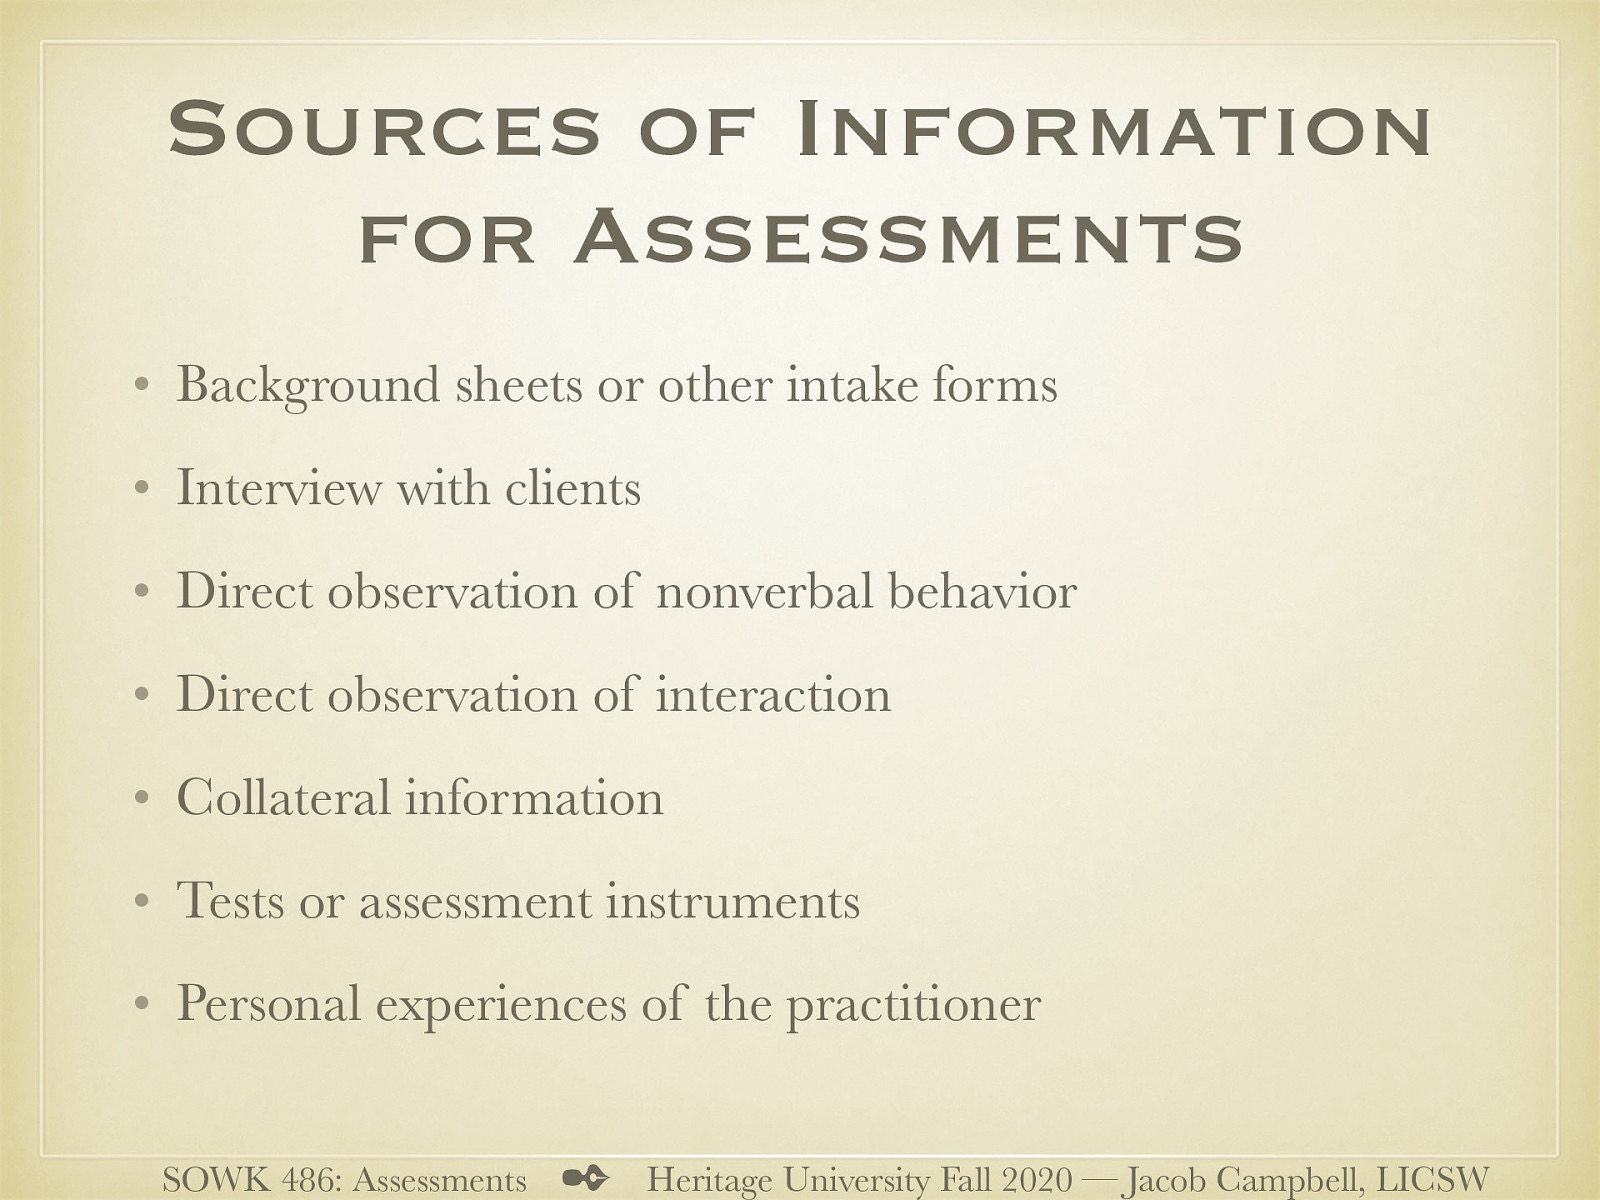 Sources of Information
for Assessments
• Background sheets or other intake forms
• Interview with clients
• Direct observation of nonverbal behavior
• Direct observation of interaction
• Collateral information
• Tests or assessment instruments
• Personal experiences of the practitioner
SOWK 486: Assessments ✒ Heritage University Fall 2020 — Jacob Campbell, LICSW